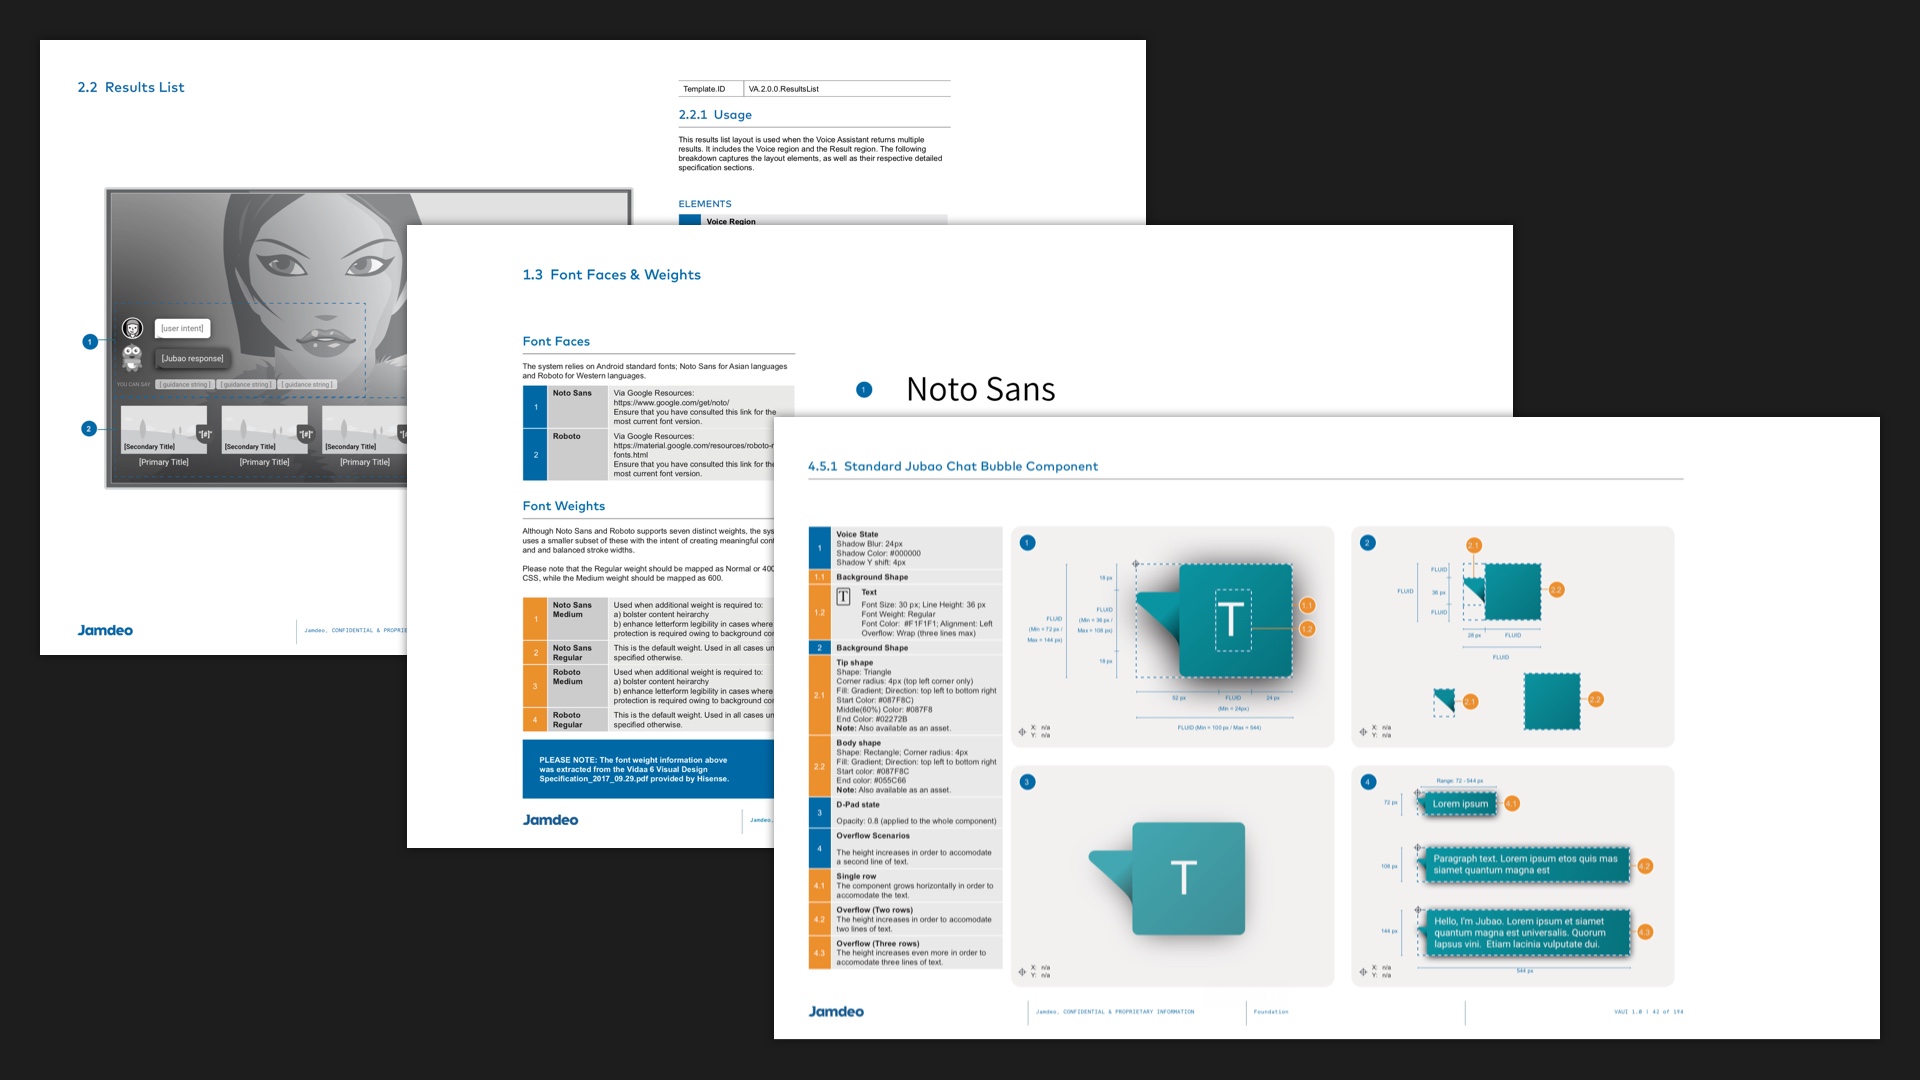 2.2 Results List
Template.ID VA.2.0.0.ResultsList
2.2.1 Usage
This results list layout is used when the Voice Assistant returns multiple
results. It includes the Voice region and the Result region. The following
breakdown captures the layout elements, as well as their respective detailed
specification sections.
ELEMENTS
Voice Region
1
[user intent]
[Jubao response]
YOU CAN SAY [ guidance string ] [ guidance string ] [ guidance string ]
2
"[#]" "[#]"
[Secondary Title] [Secondary Title] [Secondary Title]
[Primary Title] [Primary Title] [Primary Title]
Jamdeo
Jamdeo, CONFIDENTIAL &
1.3 Font Faces & Weights
Font Faces
The system relies on Android standard fonts; Noto Sans for Asian languages
and Roboto for Western languages.
1 Noto Sans Via Google Resources:
https://www.google.com/get/noto/
Ensure that you have consulted this link for the
most current font version.
2 Roboto Via Google Resources:
https://material.google.com/resources/roboto-
fonts.html
Ensure that you have consulted this link for the
most current font version.
1 Noto Sans
Font Weights
Although Noto Sans and Roboto supports seven distinct weights, the
uses a smaller subset of these with the intent of creating meaningful
and and balanced stroke widths.
Please note that the Regular weight should be mapped as Normal or 400
CSS, while the Medium weight should be mapped as 600.
1 Noto Sans
Medium
Used when additional weight is required to:
a) bolster content heirarchy
b) enhance letterform legibility in cases where
protection is required owing to background
2 Noto Sans
Regular
This is the default weight. Used in all cases
specified otherwise.
3 Roboto
Medium
Used when additional weight is required to:
a) bolster content heirarchy
b) enhance letterform legibility in cases where
protection is required owing to background
4 Roboto
Regular
This is the default weight. Used in all cases
specified otherwise.
PLEASE NOTE: The font weight information above
was extracted from the Vidaa 6 Visual Design
Specification_2017_09.29.pdf provided by Hisense.
Jamdeo
Jamdeo,
4.5.1 Standard Jubao Chat Bubble Component
1 Voice State
Shadow Blur: 24px
Shadow Color: #000000
Shadow Y shift: 4px
1.1 Background Shape
1.2 T Text
Font Size: 30 px; Line Height: 36 px
Font Weight: Regular
Font Color: #F1F1F1; Alignment: Left
Overflow: Wrap (three lines max)
2 Background Shape
2.1 Tip shape
Shape: Triangle
Corner radius: 4px (top left corner only)
Fill: Gradient; Direction: top left to bottom right
Start Color: #087F8C)
Middle(60%) Color: #087F8
End Color: #02272B
Note: Also available as an asset.
2.2 Body shape
Shape: Rectangle; Corner radius: 4px
Fill: Gradient; Direction: top left to bottom right
Start color: #087F8C
End color: #055C66
Note: Also available as an asset.
3 D-Pad state
Opacity: 0.8 (applied to the whole component)
4 Overflow Scenarios
The height increases in order to accomodate
a second line of text.
4.1 Single row
The component grows horizontally in order to
accomodate the text.
4.2 Overflow (Two rows)
The height increases in order to accomodate
two lines of text.
4.3 Overflow (Three rows)
The height increases even more in order to
accomodate three lines of text.
1
18 px
FLUID
(Min = 72 px /
Max = 144 px)
FLUID
(Min = 36 px /
Max = 108 px)
18 px
T
1.1
1.2
52 px FLUID 24 px
(Min = 24px)
FLUID (Min = 100 px / Max = 544)
X: n/a
Y: n/a
2
2.1
FLUID
FLUID 36 px
FLUID
2.2
28 px FLUID
FLUID
2.1
2.2
X: n/a
Y: n/a
3
T
X: n/a
Y: n/a
4
Range: 72 - 544 px
72 px Lorem ipsum 4.1
108 px
Paragraph text. Lorem ipsum etos quis mas
siamet quantum magna est
4.2
144 px
Hello, I'm Jubao. Lorem ipsum et siamet
quantum magna est universalis. Quorum
lapsus vini. Etiam lacinia vulputate dui.
4.3
544 px
X: n/a
Y: n/a
Jamdeo
Jamdeo, CONFIDENTIAL & PROPRIETARY INFORMATION
Foundation
VAUI 1.0 | 42 of 194